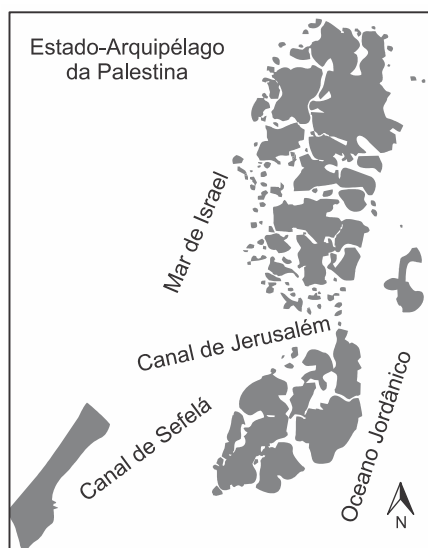 Estado-Arquipélago
da Palestina
Mar de Israel
Canal de Jerusalém
Canal de Sefelá
Oceano Jordânico
N